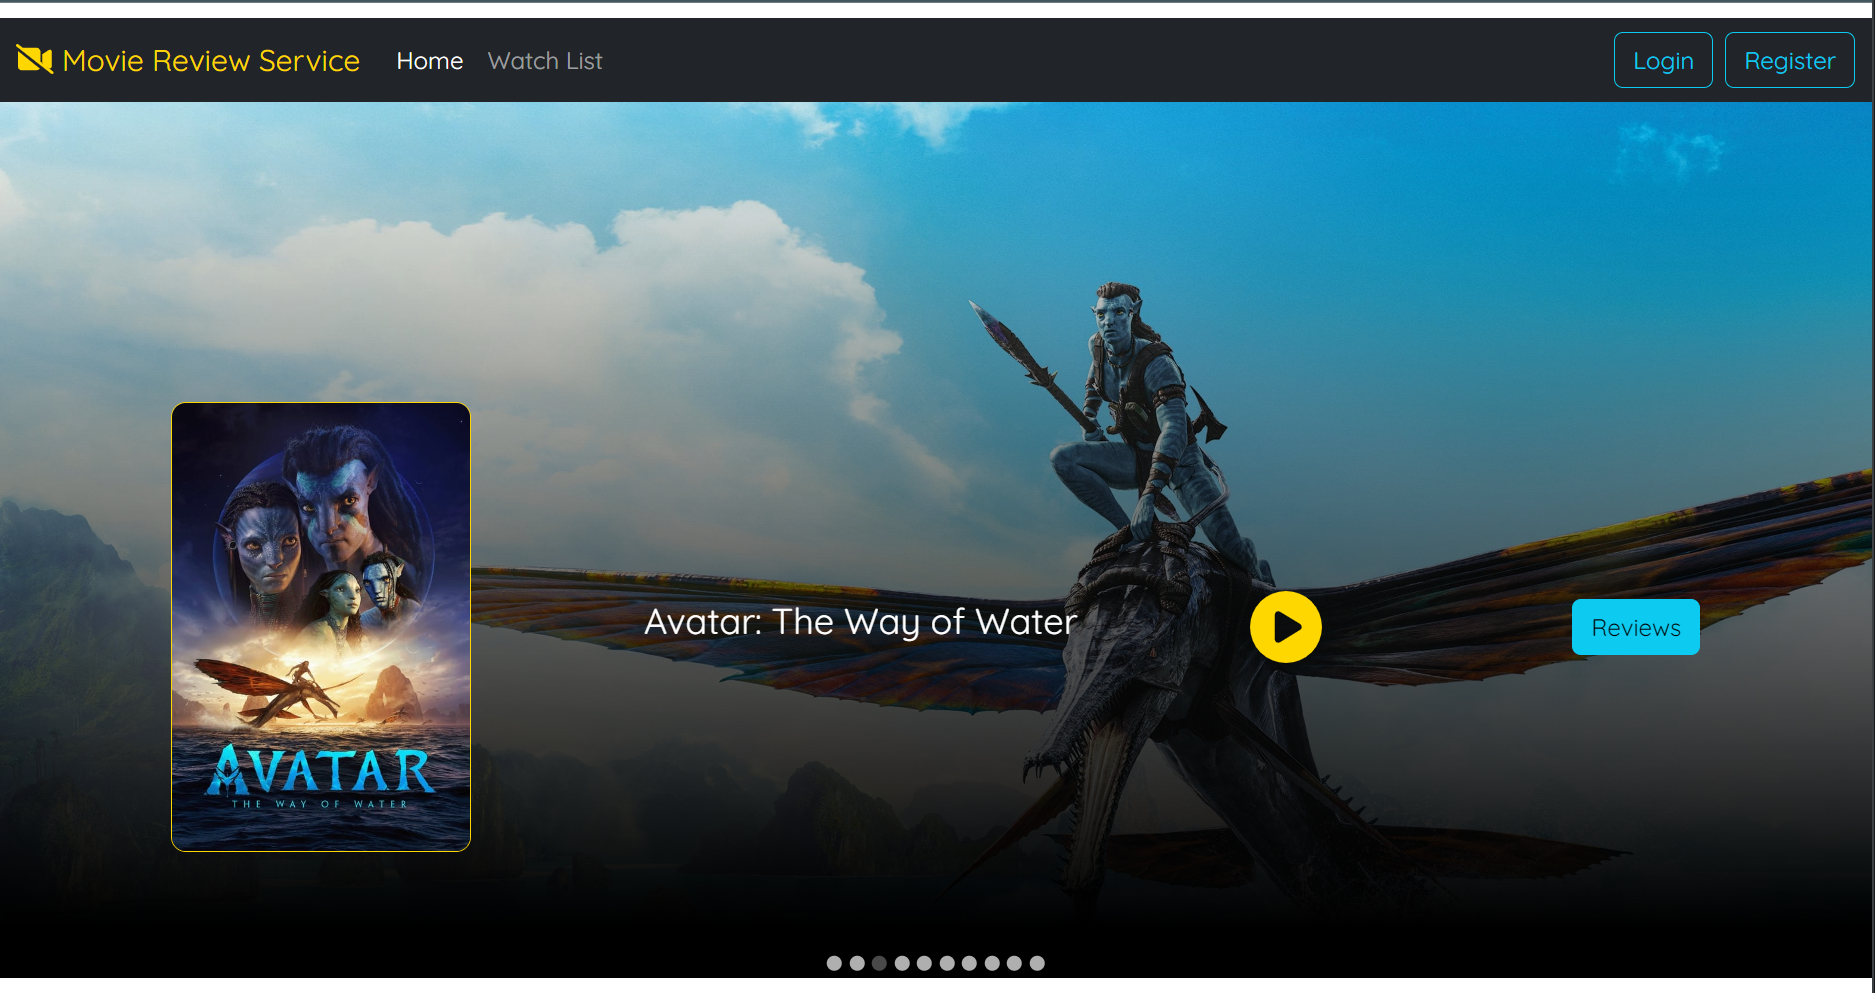 Movie Review Service
Home
Watch List
Login
Register
Avatar: The Way of Water
Reviews
AVATAR
THE WAY OF WATER